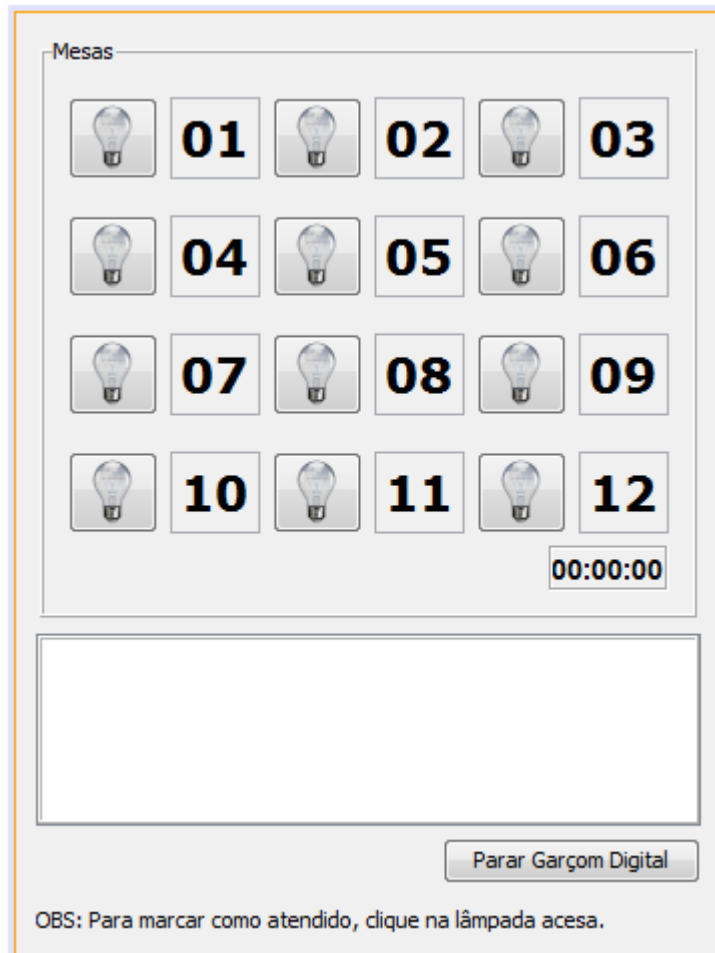 Mesas
01 02 03
04 05 06
07 08 09
10 11 12
00:00:00
Parar Garçom Digital
OBS: Para marcar como atendido, clique na lâmpada acesa.